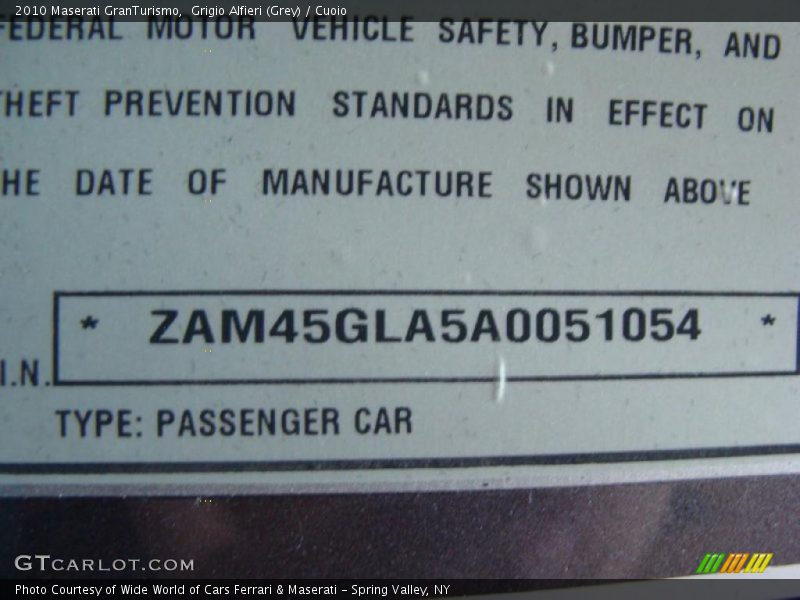 2010 Maserati GranTurismo, Grigio Alfieri (Grey) / Cuoio
FEDERAL MOTOR VEHICLE SAFETY, BUMPER, AND
THEFT PREVENTION STANDARDS IN EFFECT ON
HE DATE OF MANUFACTURE SHOWN ABOVE
I.N. * ZAM45GLA5A0051054 *
TYPE: PASSENGER CAR
GTCARLOT.COM
Photo Courtesy of Wide World of Cars Ferrari & Maserati - Spring Valley, NY